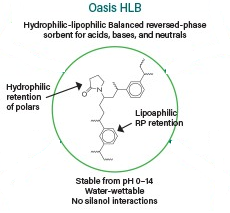 Oasis HLB
Hydrophilic-lipophilic Balanced reversed-phase
sorbent for acids, bases, and neutrals
Hydrophilic
retention
of polars
N
O
Lipoaphilic
RP retention
Stable from pH 0–14
Water-wettable
No silanol interactions